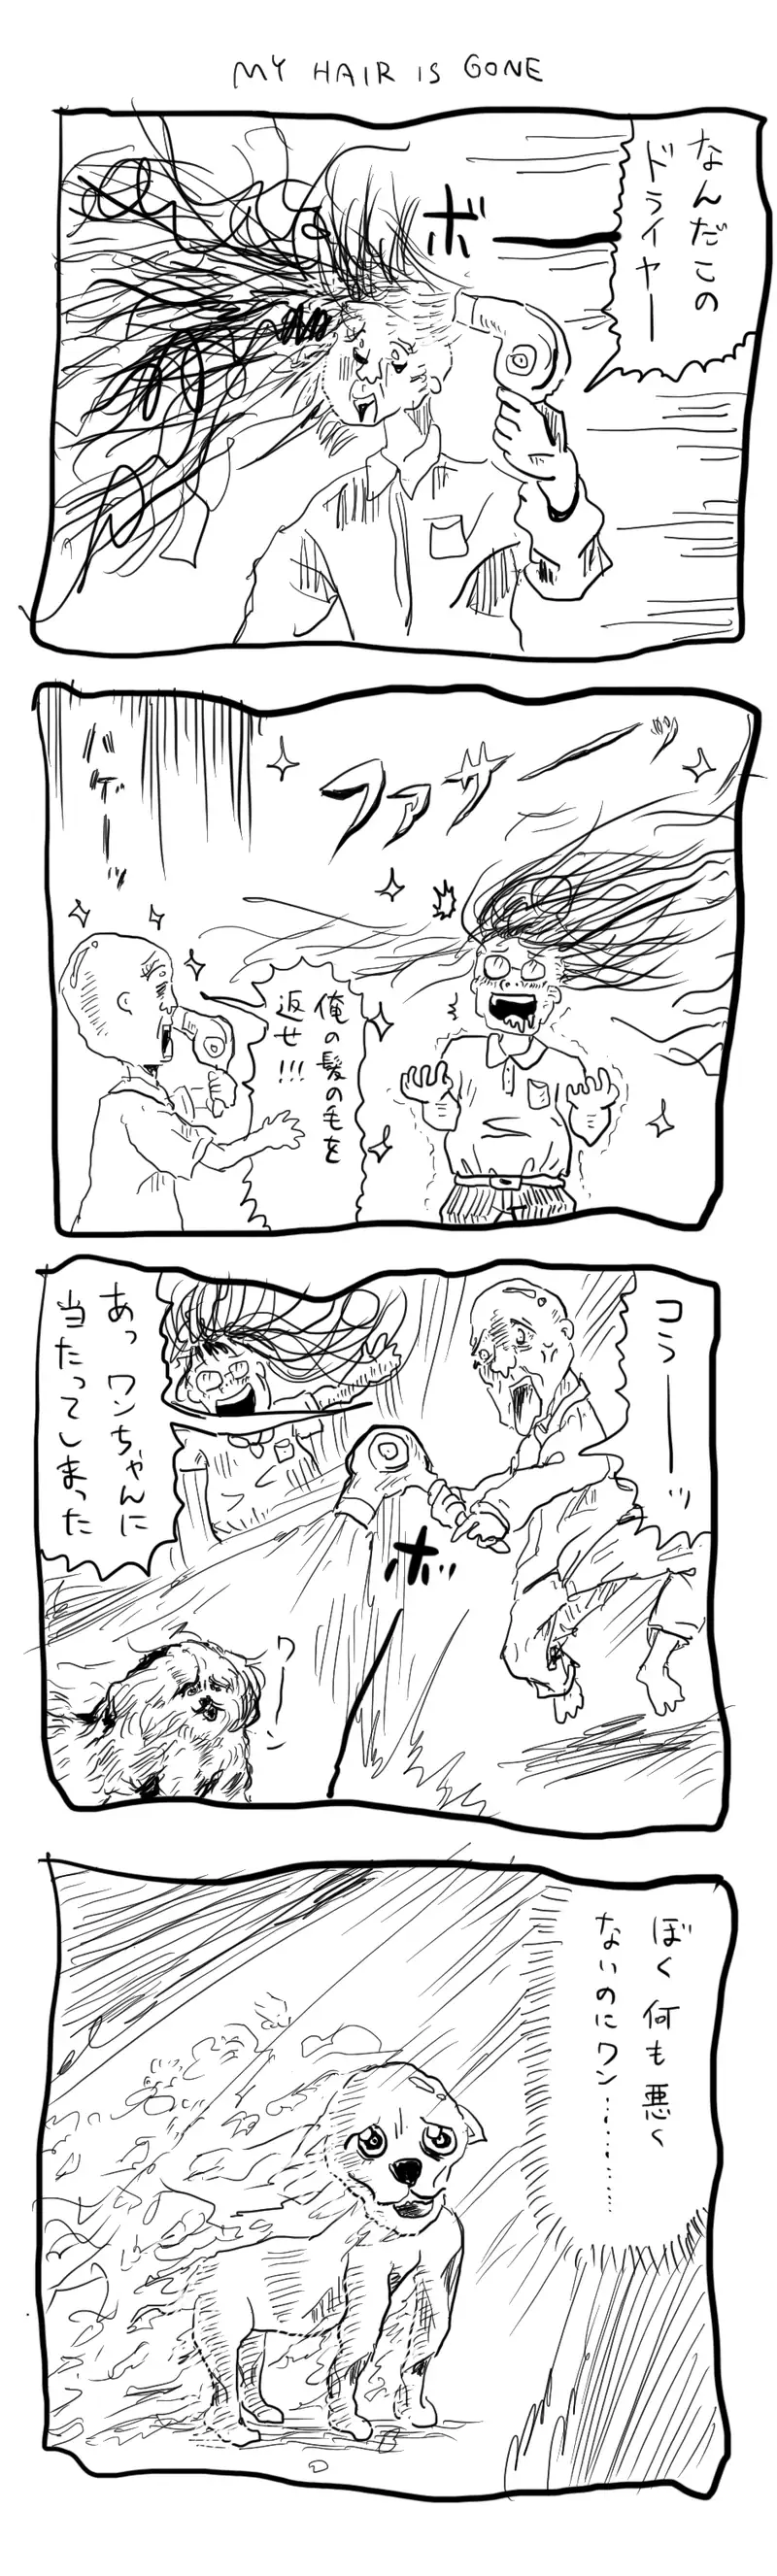 MY HAIR IS GONE
なんだこの
ドライヤー
ボー
ファサーッ
ハゲーッ
俺の髪の毛を
返せ!!!
コラーーッ
ボー
あっ ワンちゃんに
当たってしまった
ワーン
ぼく 何も悪く
ないのにワン…………